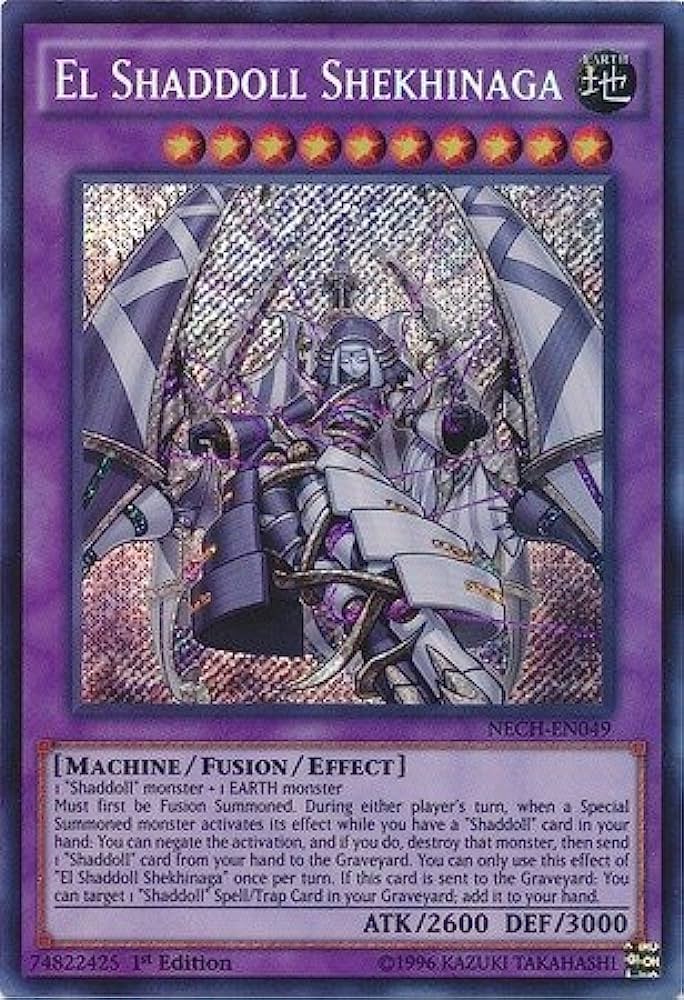 EL SHADDOLL SHEKHINAGA
EARTH
地
NECH-EN049
[MACHINE/FUSION/EFFECT]
1 "Shaddoll" monster + 1 EARTH monster
Must first be Fusion Summoned. During either player's turn, when a Special
Summoned monster activates its effect while you have a "Shaddoll" card in your
hand: You can negate the activation, and if you do, destroy that monster, then send
1 "Shaddoll" card from your hand to the Graveyard. You can only use this effect of
"El Shaddoll Shekhinaga" once per turn. If this card is sent to the Graveyard: You
can target 1 "Shaddoll" Spell/Trap Card in your Graveyard; add it to your hand.
ATK/2600 DEF/3000
74822425 1st Edition ©1996 KAZUKI TAKAHASHI